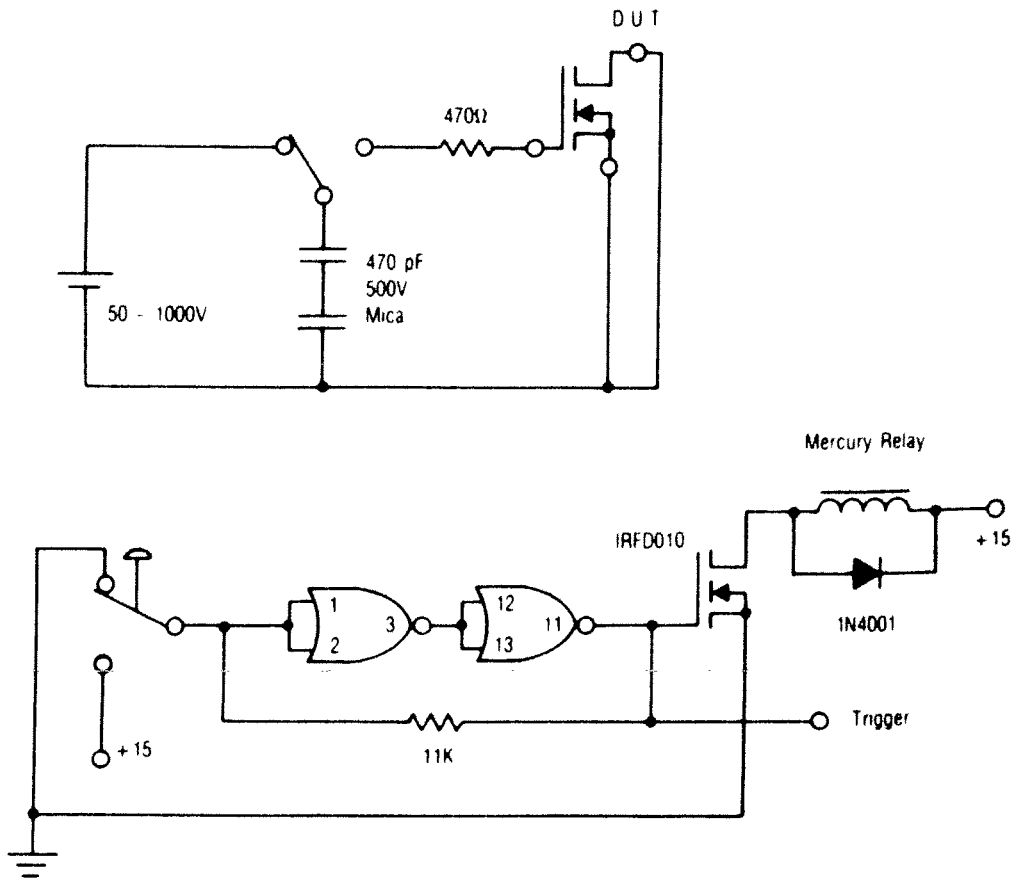 DUT
470Ω
470 pF
500V
Mica
50 - 1000V
Mercury Relay
IRFD010
+15
1N4001
1
2
3
12
13
11
+15
11K
Trigger